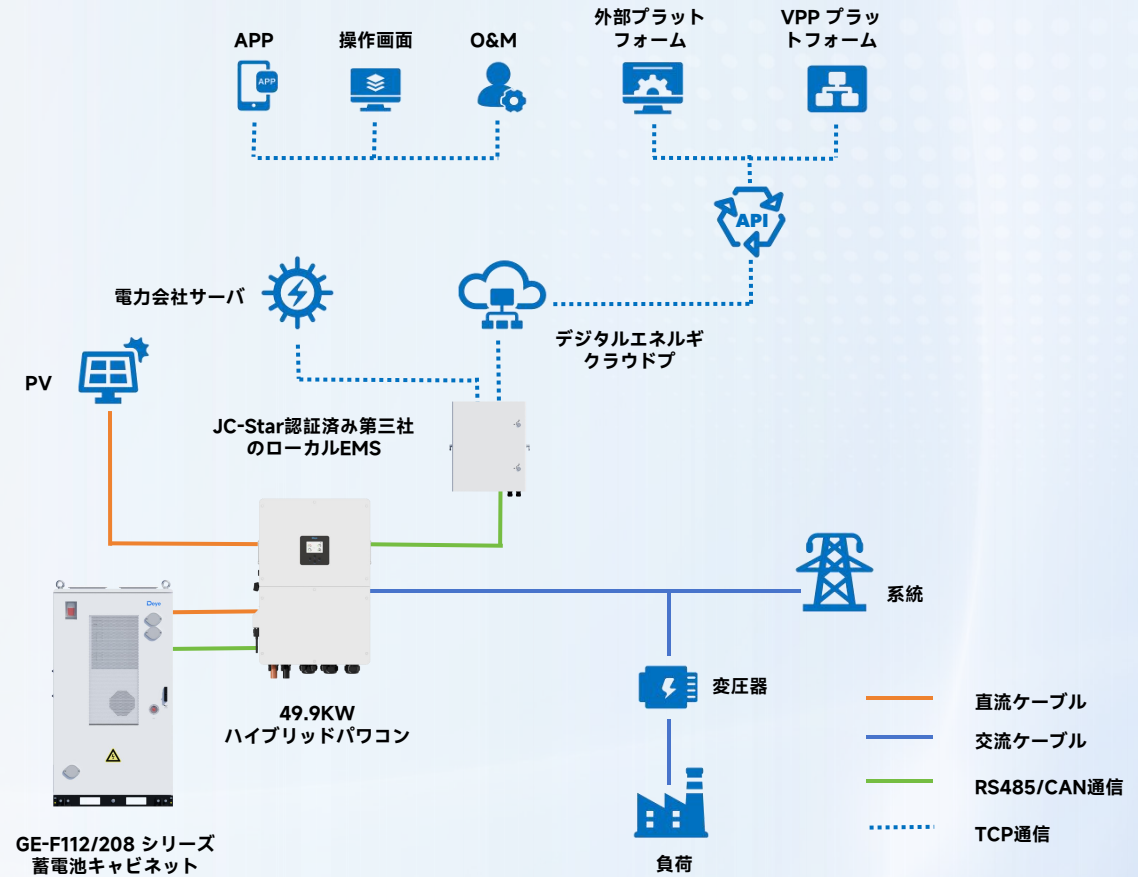 APP
操作画面
O&M
外部プラット
フォーム
VPP プラッ
トフォーム
APP
API
電力会社サーバ
デジタルエネルギ
クラウドプ
PV
JC-Star認証済み第三社
のローカルEMS
Deye
系統
変圧器
49.9KW
ハイブリッドパワコン
直流ケーブル
交流ケーブル
RS485/CAN通信
TCP通信
GE-F112/208 シリーズ
蓄電池キャビネット
負荷